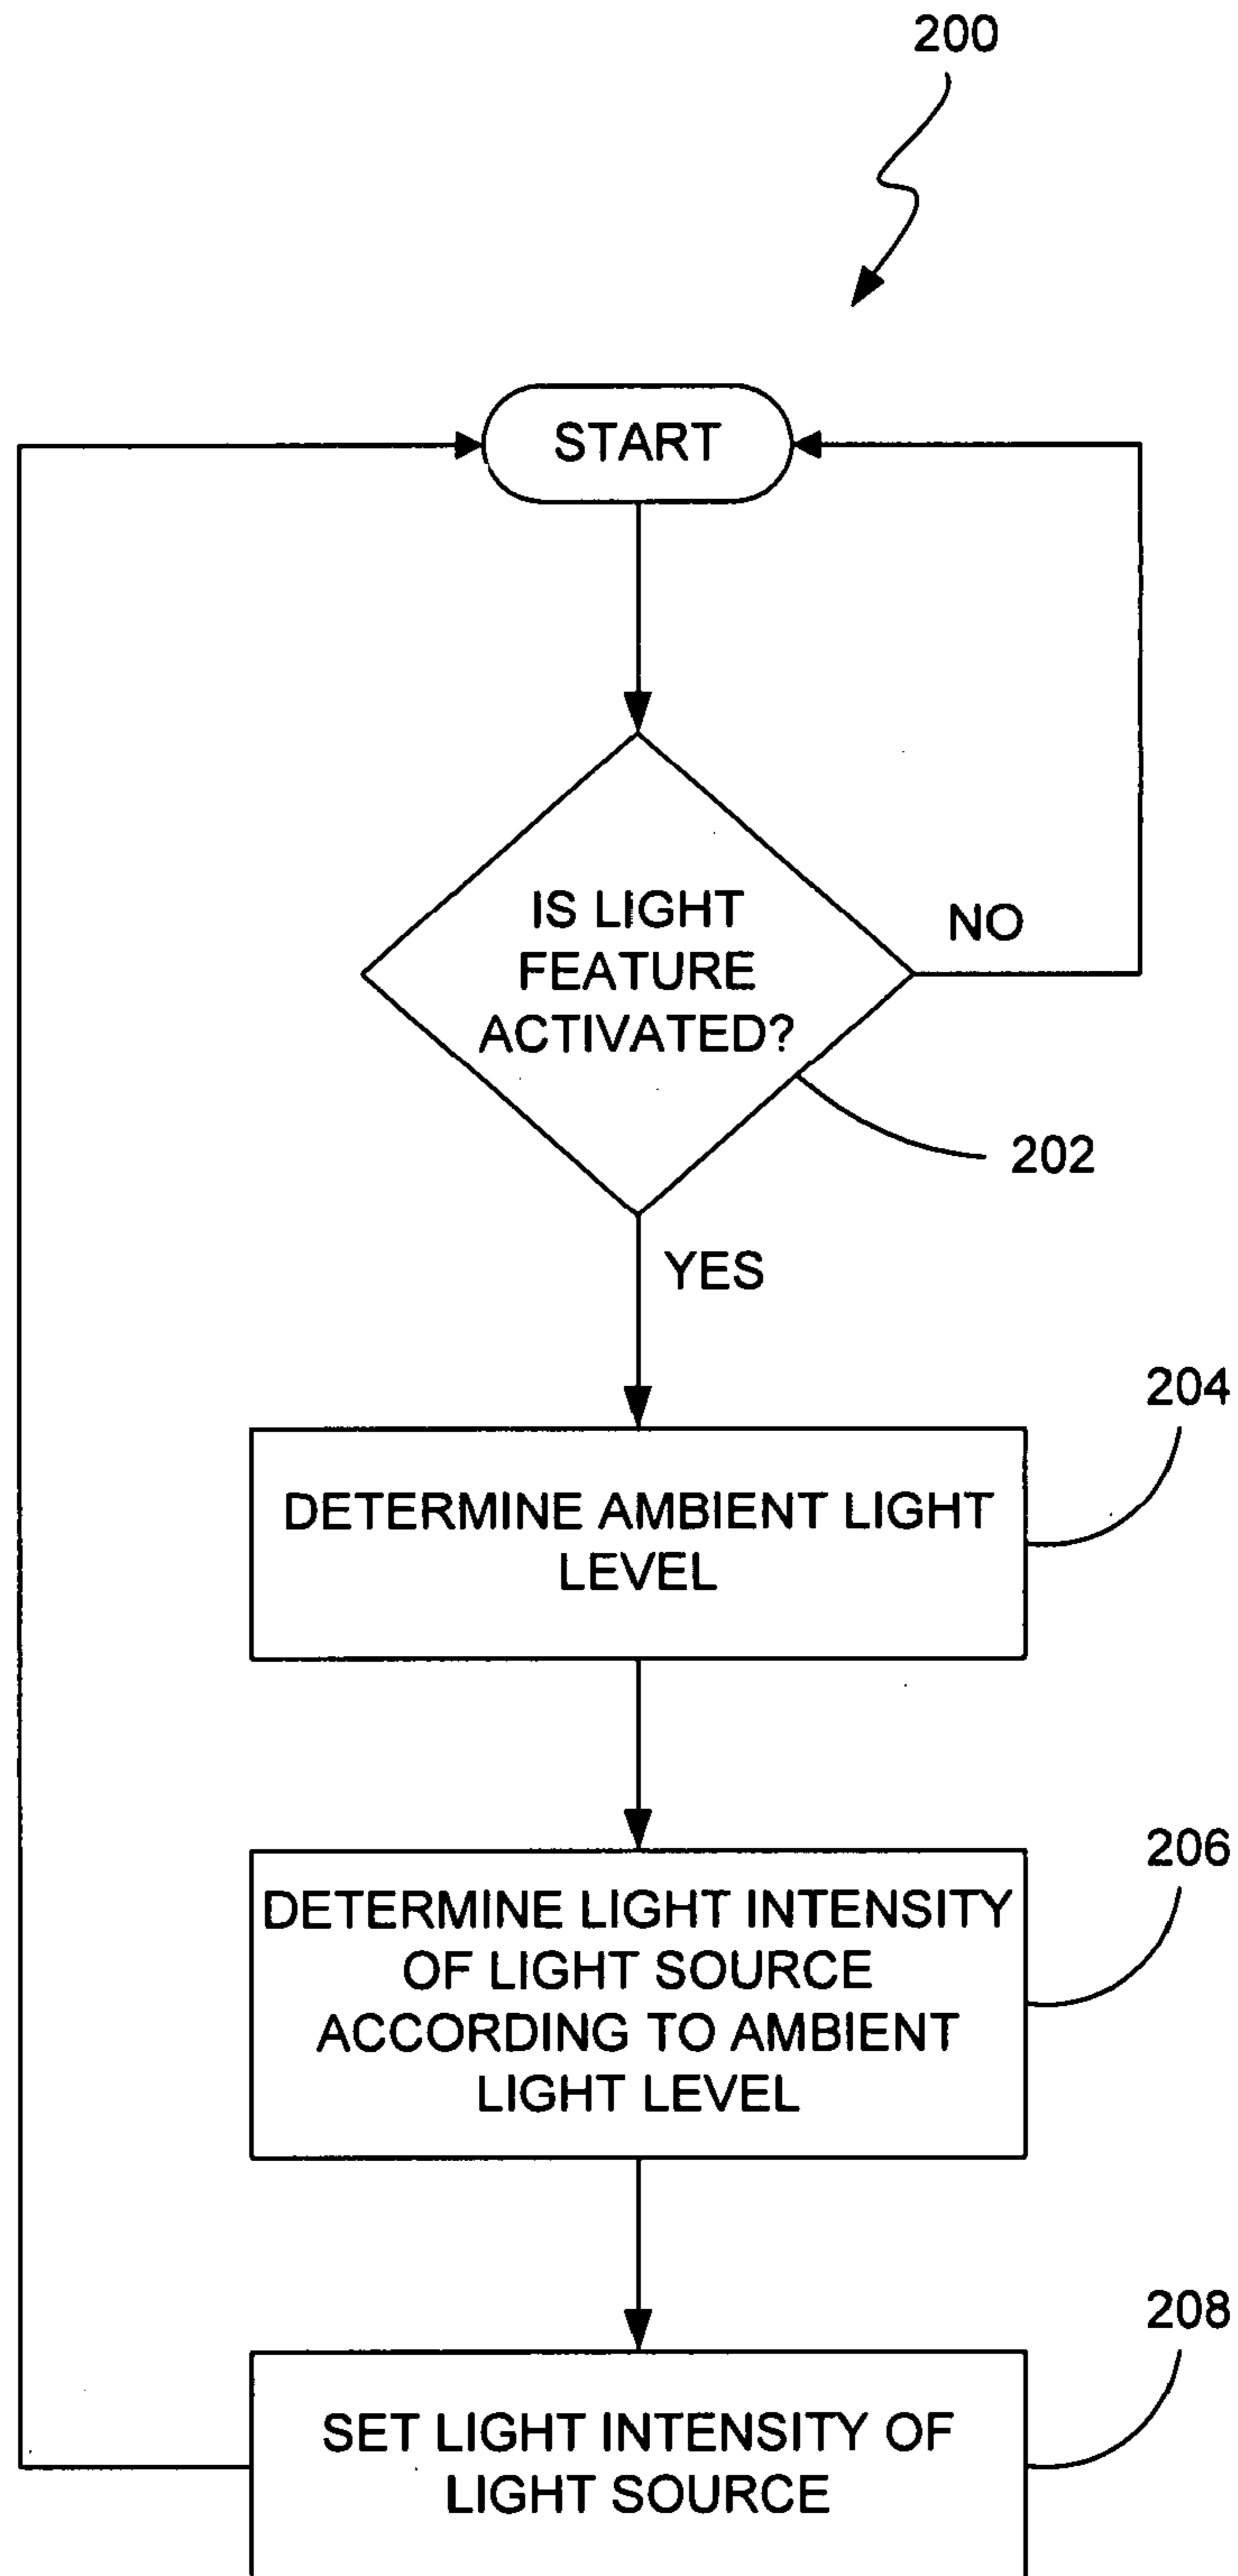 200
START
IS LIGHT
FEATURE
ACTIVATED?
NO
202
YES
204
DETERMINE AMBIENT LIGHT
LEVEL
206
DETERMINE LIGHT INTENSITY
OF LIGHT SOURCE
ACCORDING TO AMBIENT
LIGHT LEVEL
208
SET LIGHT INTENSITY OF
LIGHT SOURCE